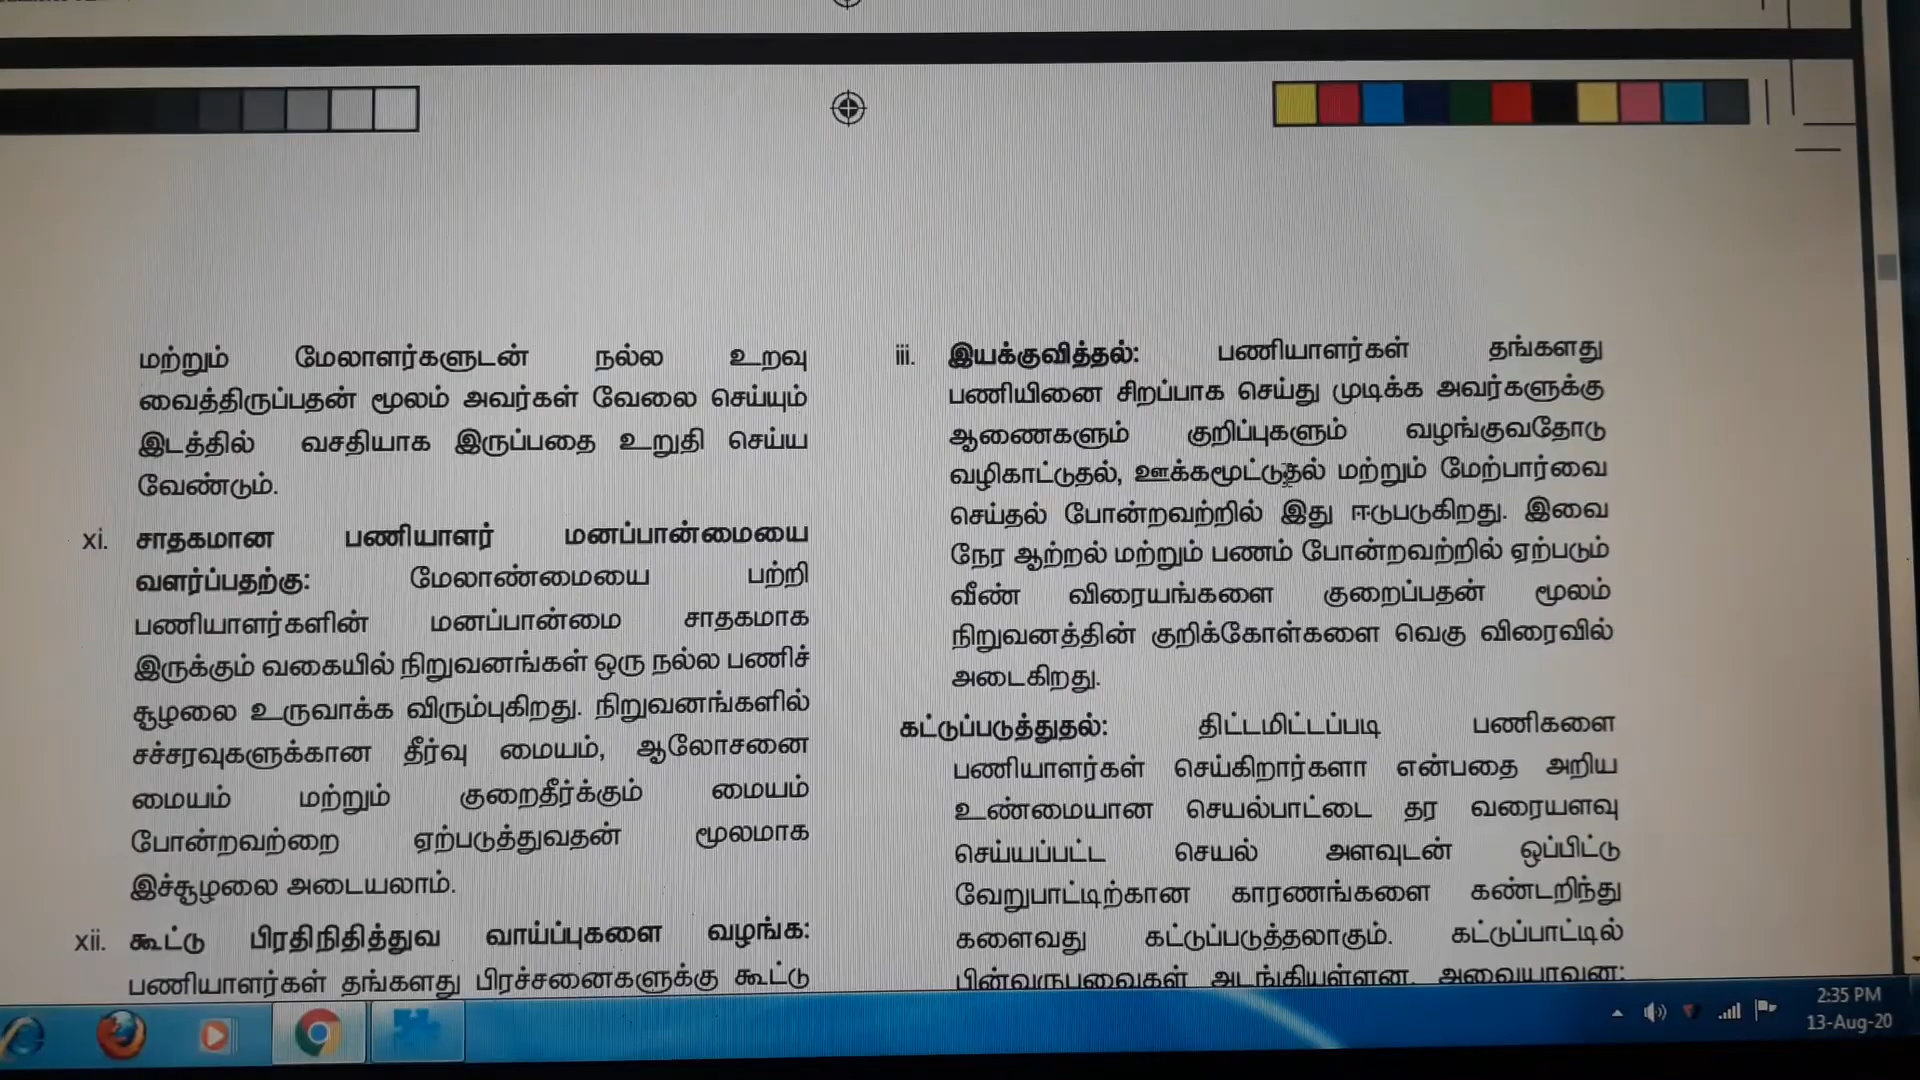 மற்றும் மேலாளர்களுடன் நல்ல உறவு
வைத்திருப்பதன் மூலம் அவர்கள் வேலை செய்யும்
இடத்தில் வசதியாக இருப்பதை உறுதி செய்ய
வேண்டும்.
xi. சாதகமான பணியாளர் மனப்பான்மையை
வளர்ப்பதற்கு: மேலாண்மையை பற்றி
பணியாளர்களின் மனப்பான்மை சாதகமாக
இருக்கும் வகையில் நிறுவனங்கள் ஒரு நல்ல பணிச்
சூழலை உருவாக்க விரும்புகிறது. நிறுவனங்களில்
சச்சரவுகளுக்கான தீர்வு மையம், ஆலோசனை
மையம் மற்றும் குறைதீர்க்கும் மையம்
போன்றவற்றை ஏற்படுத்துவதன் மூலமாக
இச்சூழலை அடையலாம்.
xii. கூட்டு பிரதிநிதித்துவ வாய்ப்புகளை வழங்க:
பணியாளர்கள் தங்களது பிரச்சனைகளுக்கு கூட்டு
iii. இயக்குவித்தல்: பணியாளர்கள் தங்களது
பணியினை சிறப்பாக செய்து முடிக்க அவர்களுக்கு
ஆணைகளும் குறிப்புகளும் வழங்குவதோடு
வழிகாட்டுதல், ஊக்கமூட்டுதல் மற்றும் மேற்பார்வை
செய்தல் போன்றவற்றில் இது ஈடுபடுகிறது. இவை
நேர ஆற்றல் மற்றும் பணம் போன்றவற்றில் ஏற்படும்
வீண் விரையங்களை குறைப்பதன் மூலம்
நிறுவனத்தின் குறிக்கோள்களை வெகு விரைவில்
அடைகிறது.
கட்டுப்படுத்துதல்: திட்டமிட்டப்படி பணிகளை
பணியாளர்கள் செய்கிறார்களா என்பதை அறிய
உண்மையான செயல்பாட்டை தர வரையளவு
செய்யப்பட்ட செயல் அளவுடன் ஒப்பிட்டு
வேறுபாட்டிற்கான காரணங்களை கண்டறிந்து
களைவது கட்டுப்படுத்தலாகும். கட்டுப்பாட்டில்
பின்வருபவைகள் அடங்கியுள்ளன. அவையாவன:
2:35 PM
13-Aug-20